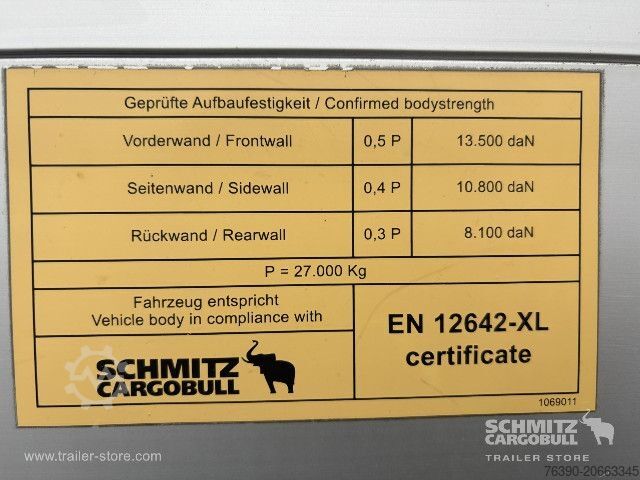 Geprüfte Aufbaufestigkeit / Confirmed bodystrength
Vorderwand / Frontwall 0,5 P 13.500 daN
Seitenwand / Sidewall 0,4 P 10.800 daN
Rückwand / Rearwall 0,3 P 8.100 daN
P = 27.000 Kg
Fahrzeug entspricht
Vehicle body in compliance with
SCHMITZ
CARGOBULL
EN 12642-XL
certificate
1069011
SCHMITZ
CARGOBULL
TRAILER STORE
www.trailer-store.com
76390-20663345